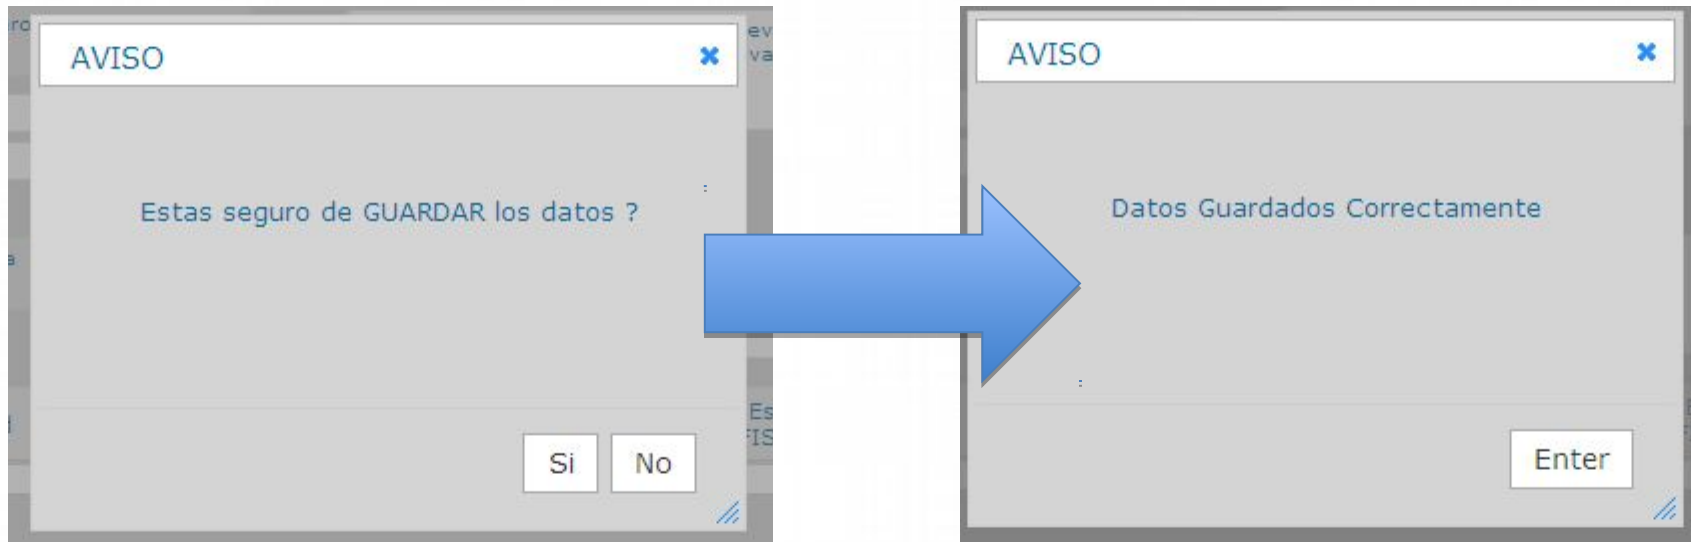 AVISO
Estas seguro de GUARDAR los datos ?
Si No
AVISO
Datos Guardados Correctamente
Enter